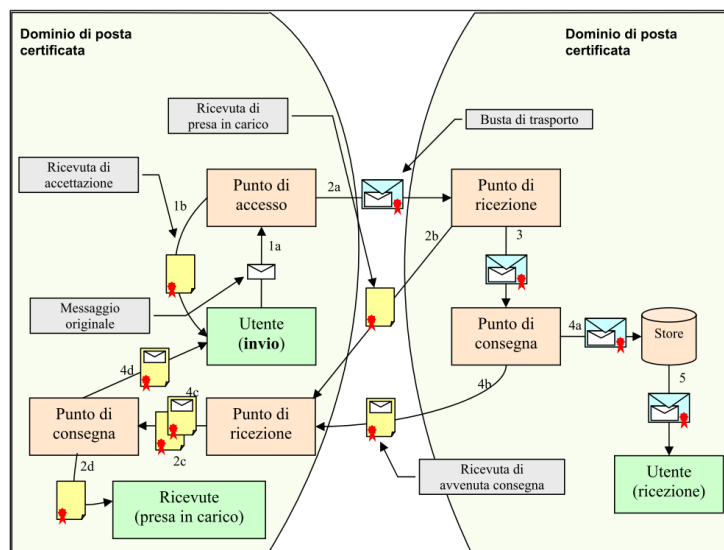 Dominio di posta
certificata
Dominio di posta
certificata
Ricevuta di
presa in carico
Busta di trasporto
Ricevuta di
accettazione
1b
Punto di
accesso
2a
Punto di
ricezione
2b
3
1a
Messaggio
originale
Utente
(invio)
Punto di
consegna
4a
Store
4d
4c
4b
5
Punto di
consegna
2c
Punto di
ricezione
2d
Ricevute
(presa in carico)
Ricevuta di
avvenuta consegna
Utente
(ricezione)